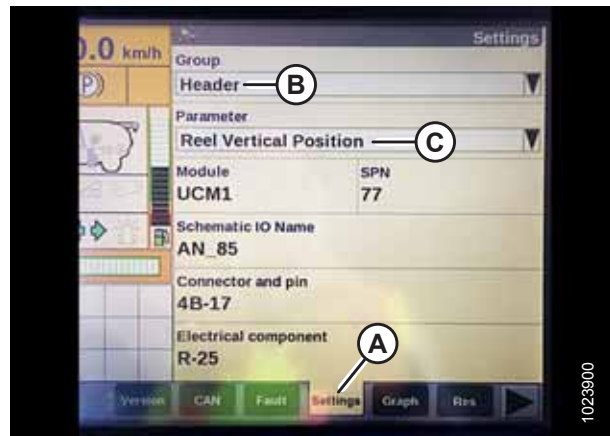 Settings
0.0 km/h
Group
Header
B
(P)
Parameter
Reel Vertical Position
C
Module SPN
UCM1 77
Schematic IO Name
AN_85
Connector and pin
4B-17
Electrical component
R-25
A
Version CAN Fault Settings Graph Res
1023900